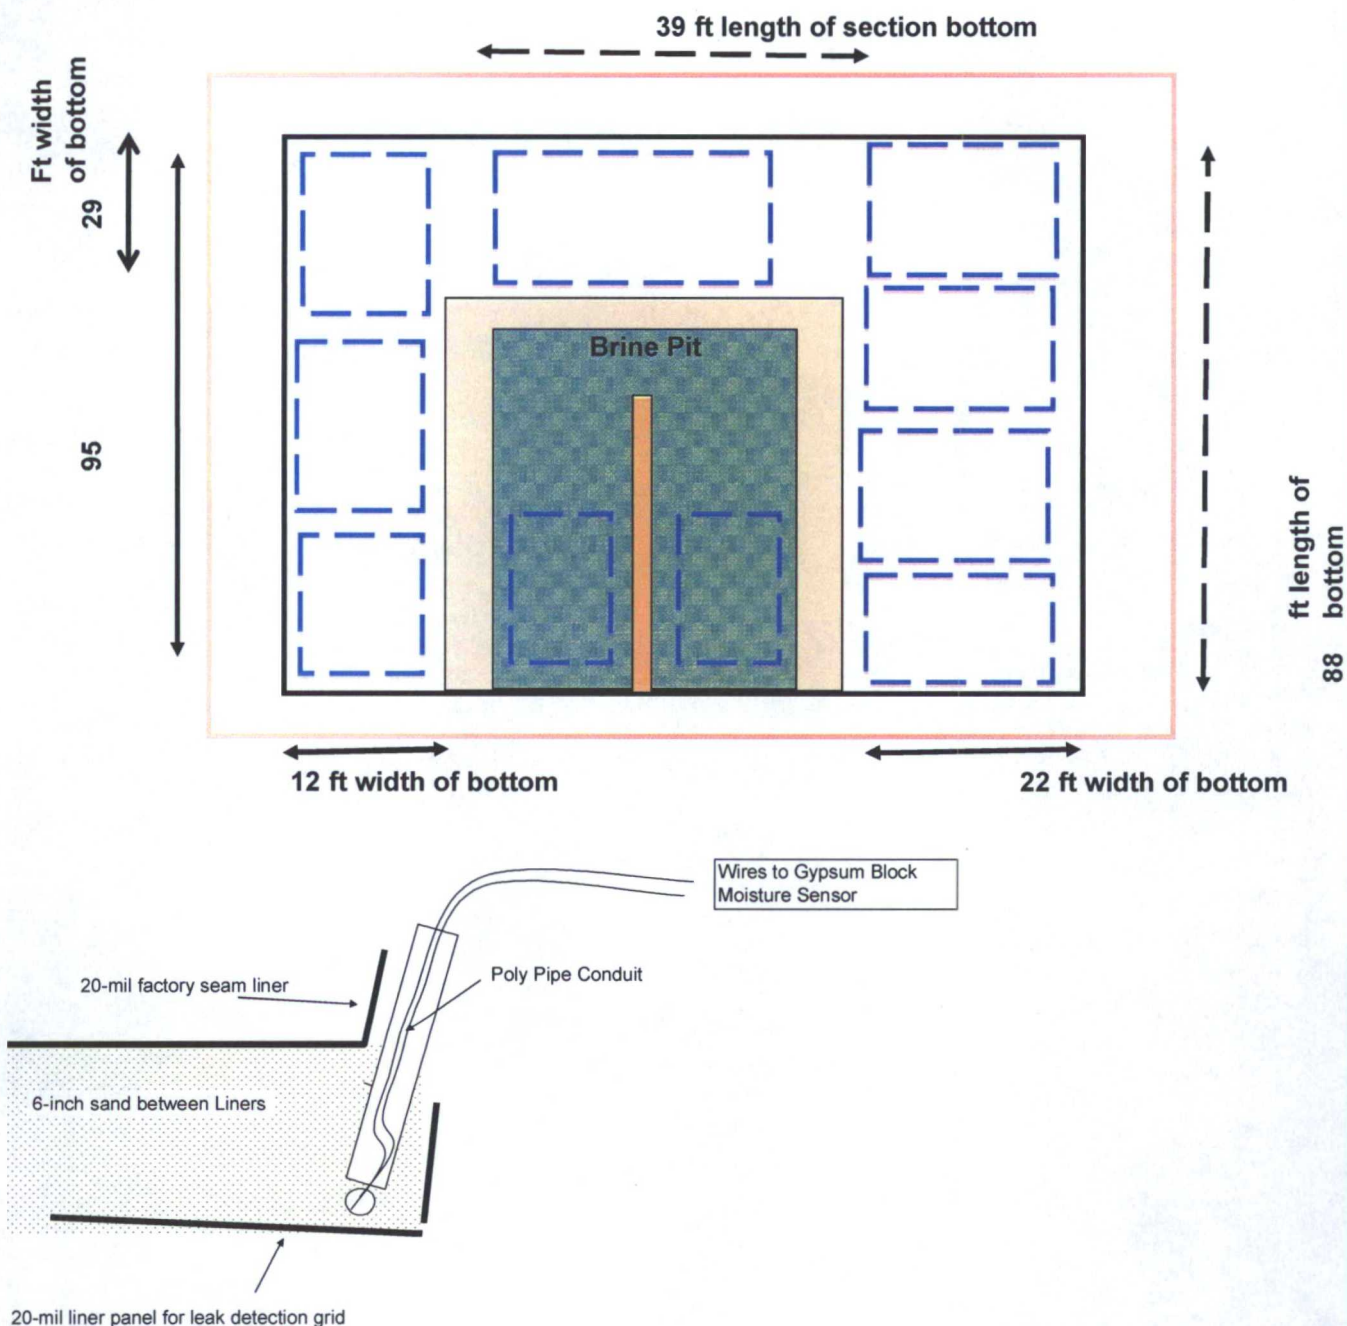 39 ft length of section bottom
Ft width
of bottom
29
95
Brine Pit
ft length of
bottom
88
12 ft width of bottom
22 ft width of bottom
Wires to Gypsum Block
Moisture Sensor
20-mil factory seam liner
Poly Pipe Conduit
6-inch sand between Liners
20-mil liner panel for leak detection grid